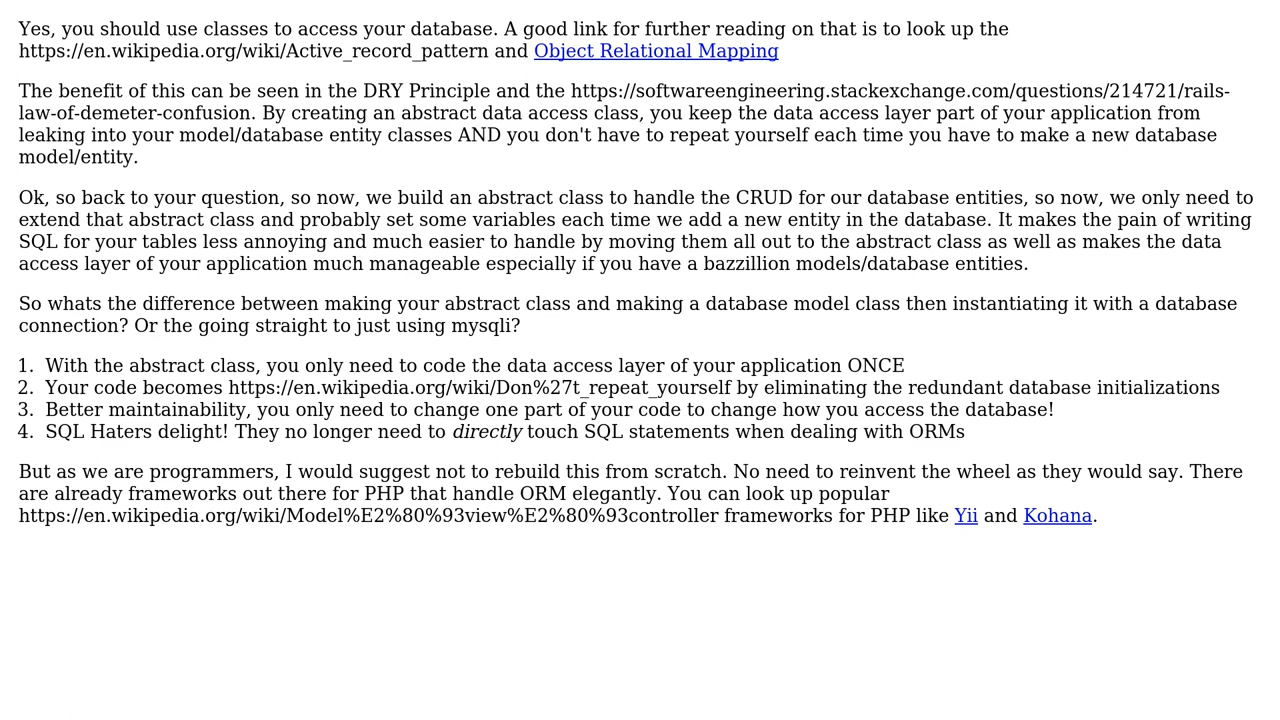 Yes, you should use classes to access your database. A good link for further reading on that is to look up the
https://en.wikipedia.org/wiki/Active_record_pattern and Object Relational Mapping
The benefit of this can be seen in the DRY Principle and the https://softwareengineering.stackexchange.com/questions/214721/rails-
law-of-demeter-confusion. By creating an abstract data access class, you keep the data access layer part of your application from
leaking into your model/database entity classes AND you don't have to repeat yourself each time you have to make a new database
model/entity.
Ok, so back to your question, so now, we build an abstract class to handle the CRUD for our database entities, so now, we only need to
extend that abstract class and probably set some variables each time we add a new entity in the database. It makes the pain of writing
SQL for your tables less annoying and much easier to handle by moving them all out to the abstract class as well as makes the data
access layer of your application much manageable especially if you have a bazzillion models/database entities.
So whats the difference between making your abstract class and making a database model class then instantiating it with a database
connection? Or the going straight to just using mysqli?
1. With the abstract class, you only need to code the data access layer of your application ONCE
2. Your code becomes https://en.wikipedia.org/wiki/Don%27t_repeat_yourself by eliminating the redundant database initializations
3. Better maintainability, you only need to change one part of your code to change how you access the database!
4. SQL Haters delight! They no longer need to directly touch SQL statements when dealing with ORMs
But as we are programmers, I would suggest not to rebuild this from scratch. No need to reinvent the wheel as they would say. There
are already frameworks out there for PHP that handle ORM elegantly. You can look up popular
https://en.wikipedia.org/wiki/Model%E2%80%93view%E2%80%93controller frameworks for PHP like Yii and Kohana.